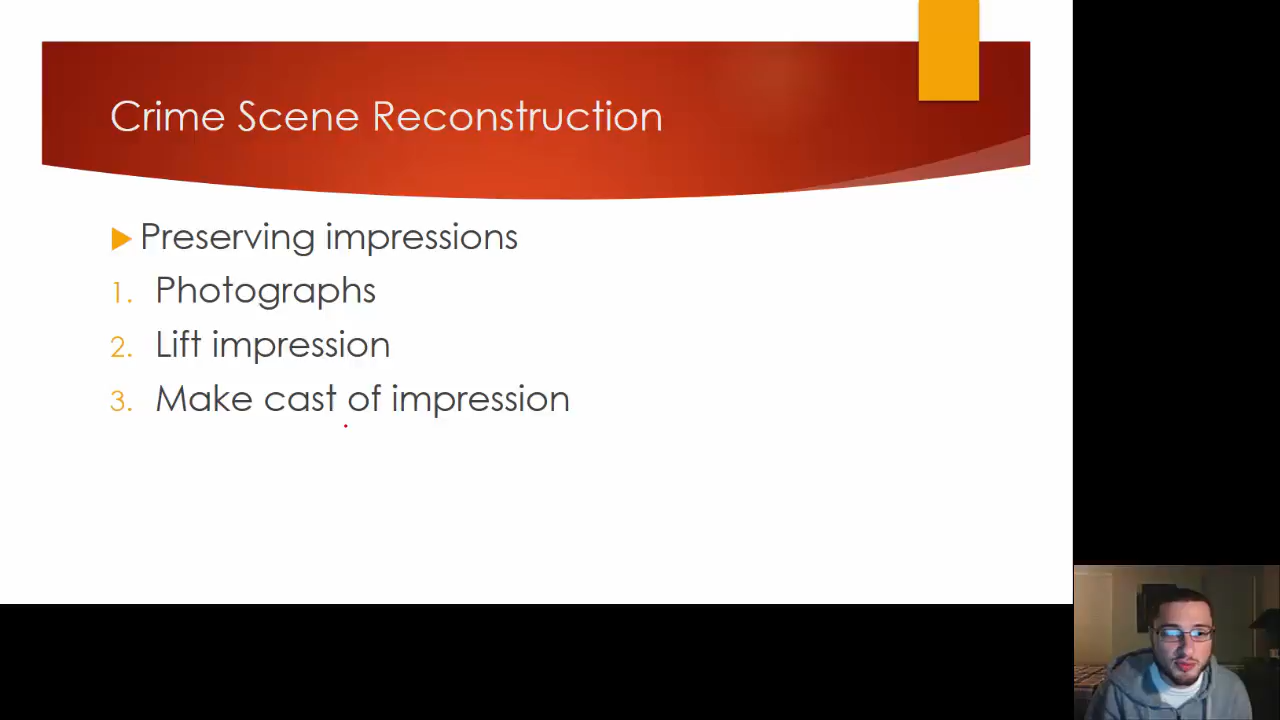 Crime Scene Reconstruction
Preserving impressions
1. Photographs
2. Lift impression
3. Make cast of impression